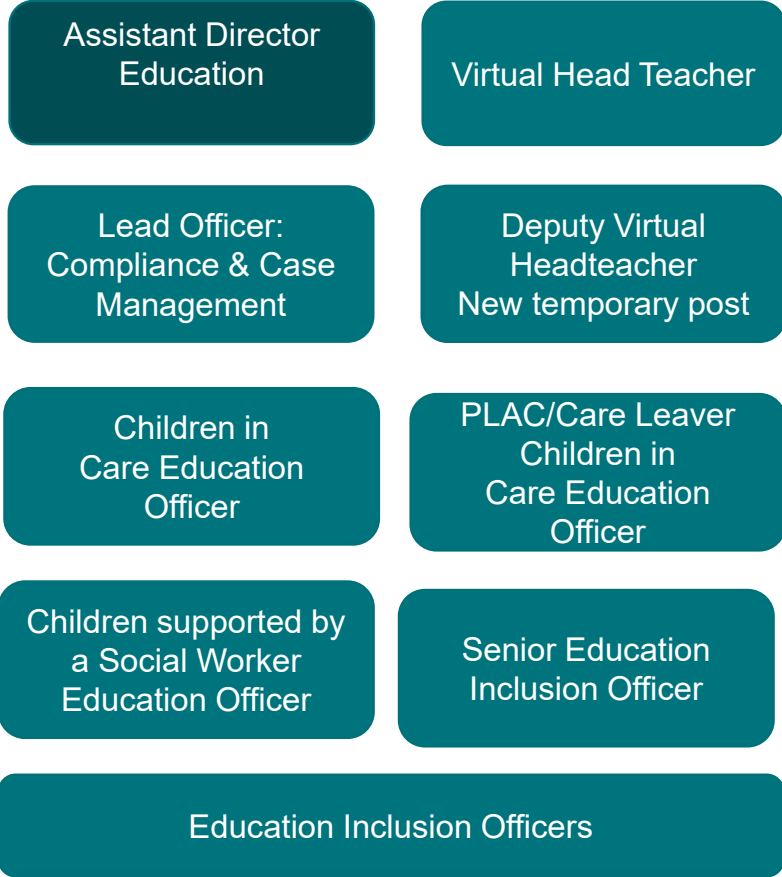 Assistant Director
Education
Virtual Head Teacher
Lead Officer:
Compliance & Case
Management
Deputy Virtual
Headteacher
New temporary post
Children in
Care Education
Officer
PLAC/Care Leaver
Children in
Care Education
Officer
Children supported by
a Social Worker
Education Officer
Senior Education
Inclusion Officer
Education Inclusion Officers